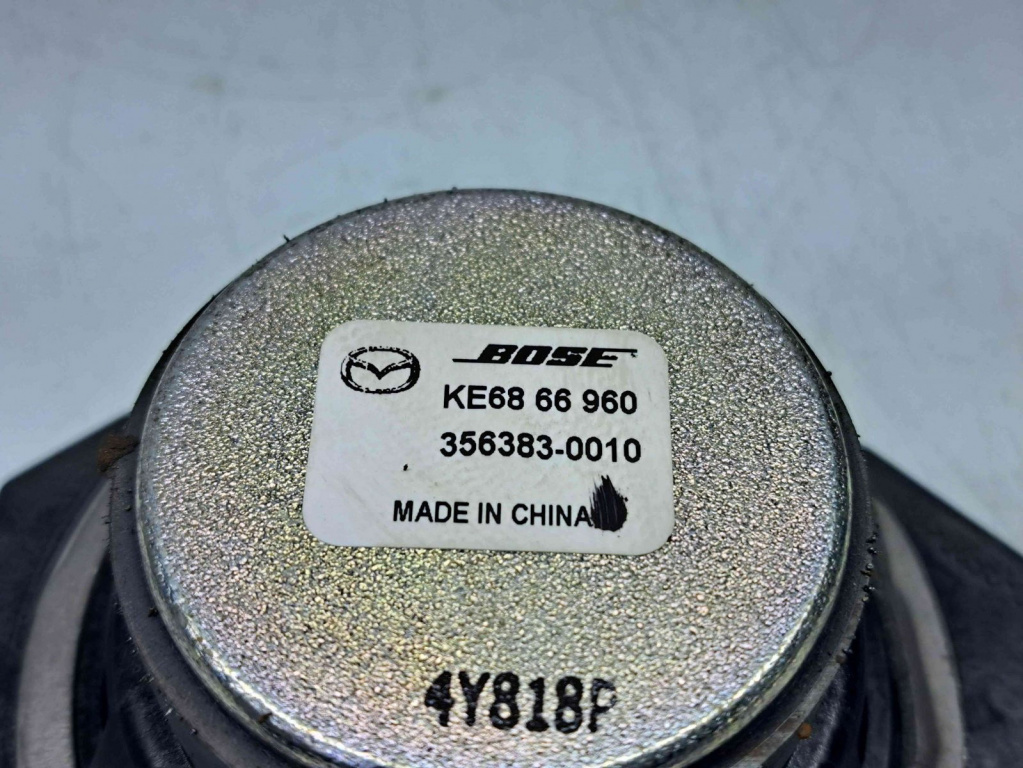 BOSE
KE68 66 960
356383-0010
MADE IN CHINA
4Y818P